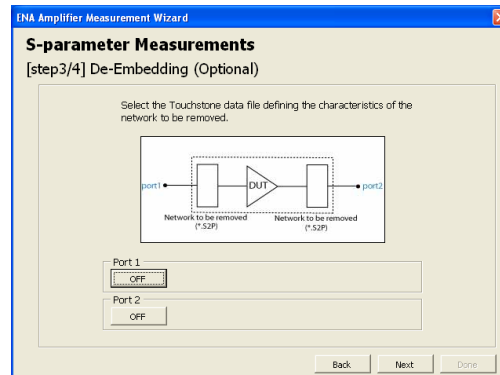 ENA Amplifier Measurement Wizard
S-parameter Measurements
[step3/4] De-Embedding (Optional)
Select the Touchstone data file defining the characteristics of the
network to be removed.
port1
DUT
port2
Network to be removed
(*.S2P)
Network to be removed
(*.S2P)
Port 1
OFF
Port 2
OFF
Back
Next
Done